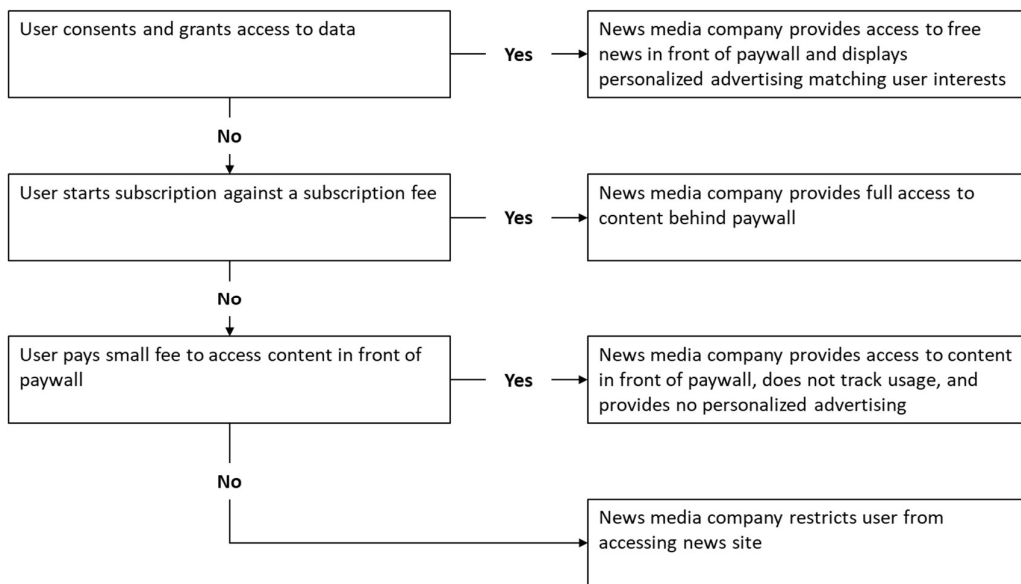 User consents and grants access to data
Yes
News media company provides access to free
news in front of paywall and displays
personalized advertising matching user interests
No
User starts subscription against a subscription fee
Yes
News media company provides full access to
content behind paywall
No
User pays small fee to access content in front of
paywall
Yes
News media company provides access to content
in front of paywall, does not track usage, and
provides no personalized advertising
No
News media company restricts user from
accessing news site